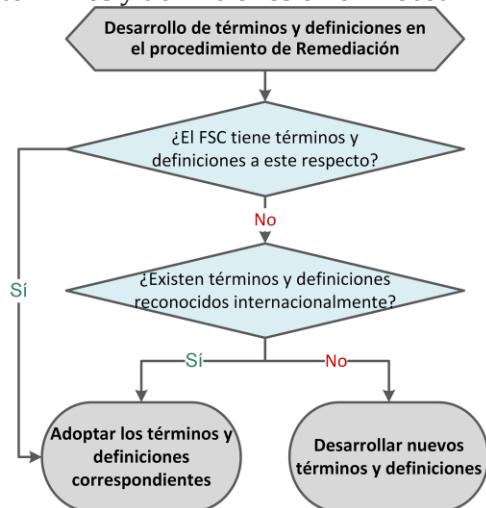 Desarrollo de términos y definiciones en
el procedimiento de Remediación
¿El FSC tiene términos y
definiciones a este respecto?
No
¿Existen términos y definiciones
reconocidos internacionalmente?
Sí
Sí
No
Adoptar los términos y
definiciones
correspondientes
Desarrollar nuevos
términos y definiciones